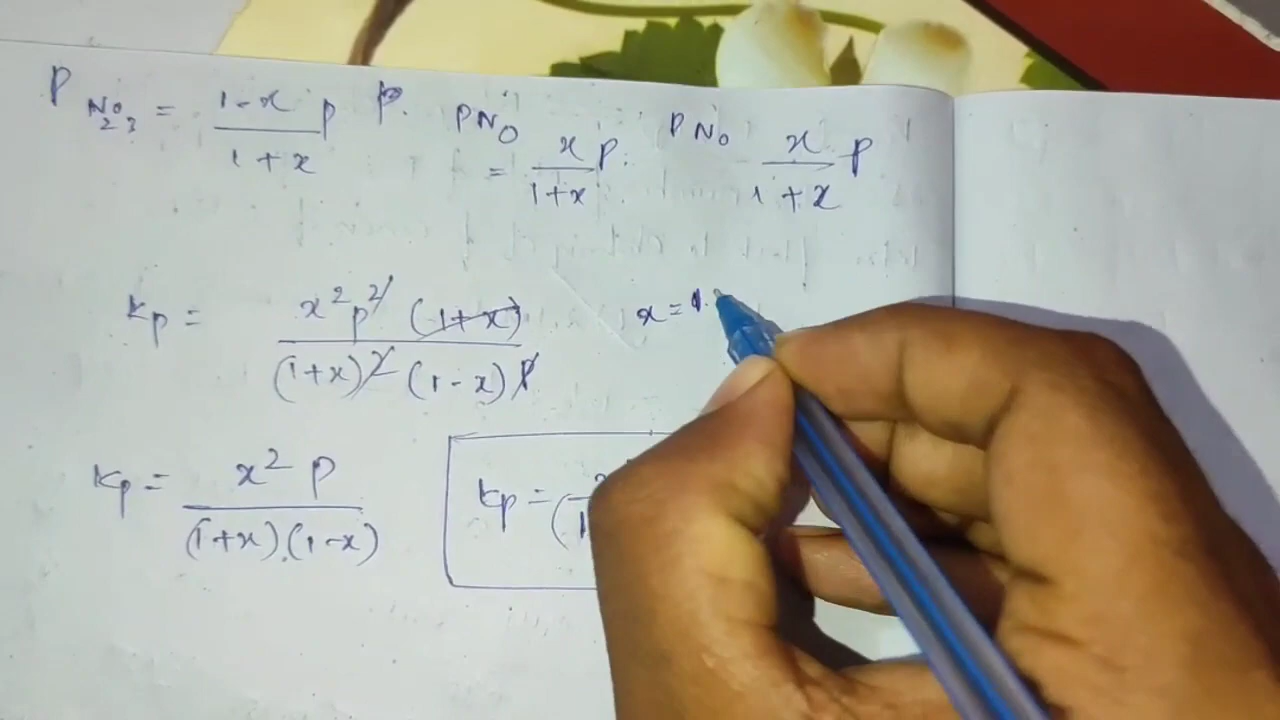 P N₂O₃ = 1-x / 1+x P P. PNO = x / 1+x P. PNO x / 1+x P
Kp = x² p² (1+x) / (1+x)² (1-x) P x = 1.
Kp = x² P / (1+x).(1-x) Kp = (1